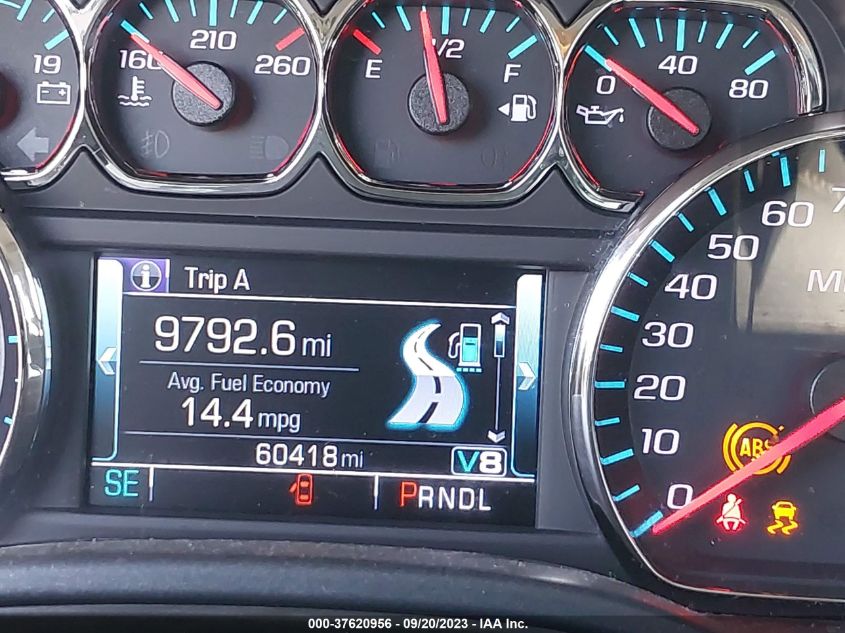 19
160 210 260
E 1/2 F
0 40 80
Trip A
9792.6 mi
Avg. Fuel Economy
14.4 mpg
60418 mi
V8
SE
PRNDL
60
50
40
30
20
10
0
ABS
000-37620956 - 09/20/2023 - IAA Inc.